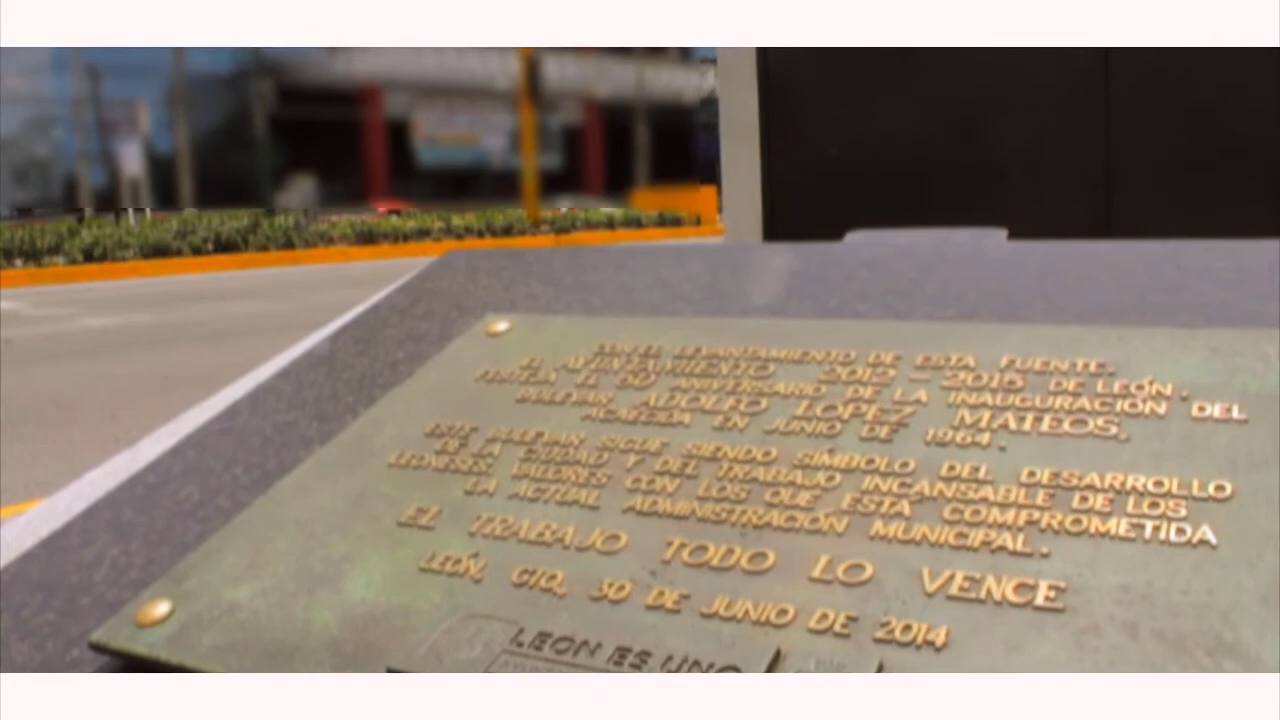 CON EL LEVANTAMIENTO DE ESTA FUENTE.
EL AYUNTAMIENTO 2012 - 2015 DE LEÓN.
FESTEJA EL 50 ANIVERSARIO DE LA INAUGURACIÓN DEL
BULEVAR ADOLFO LÓPEZ MATEOS.
ACAECIDA EN JUNIO DE 1964.
ESTE BULEVAR SIGUE SIENDO SÍMBOLO DEL DESARROLLO
DE LA CIUDAD Y DEL TRABAJO INCANSABLE DE LOS
LEONESES, VALORES CON LOS QUE ESTÁ COMPROMETIDA
LA ACTUAL ADMINISTRACIÓN MUNICIPAL.
EL TRABAJO TODO LO VENCE
LEÓN, GTO, 30 DE JUNIO DE 2014
LEÓN ES UNO